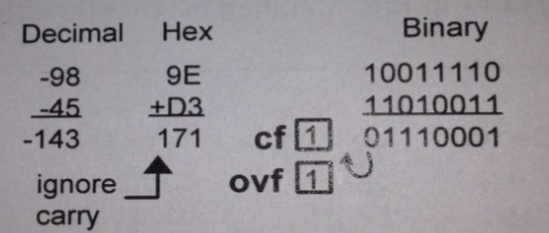 Decimal Hex Binary
-98 9E 10011110
-45 +D3 11010011
-143 171 cf 1 01110001
ignore ovf 1
carry